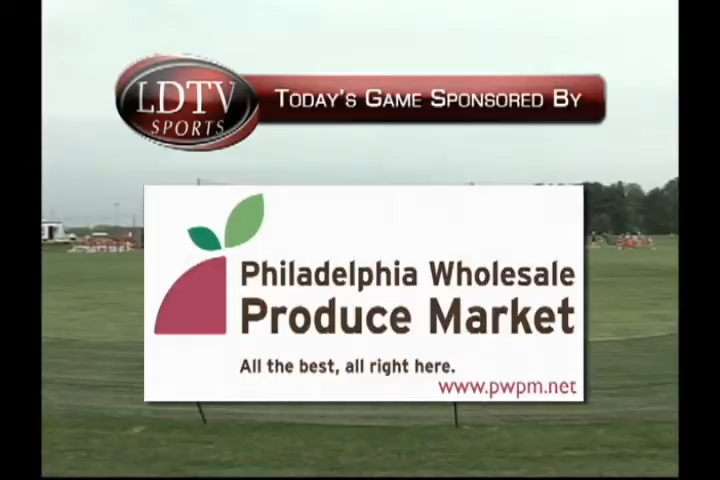 LDTV
SPORTS
TODAY'S GAME SPONSORED BY
Philadelphia Wholesale
Produce Market
All the best, all right here.
www.pwpm.net